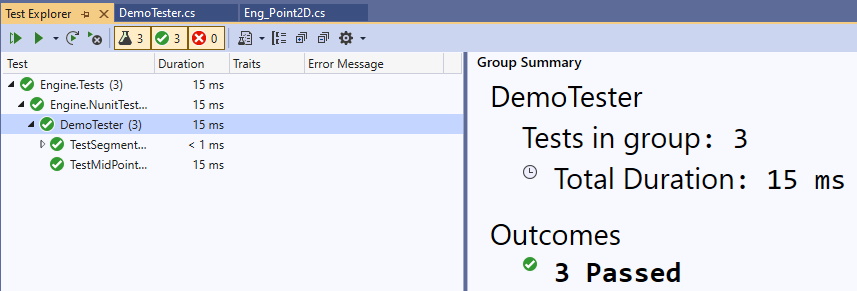 Test Explorer DemoTester.cs Eng_Point2D.cs
3 3 0
Test Duration Traits Error Message
Engine.Tests (3) 15 ms
Engine.NunitTest... 15 ms
DemoTester (3) 15 ms
TestSegment... < 1 ms
TestMidPoint... 15 ms
Group Summary
DemoTester
Tests in group: 3
Total Duration: 15 ms
Outcomes
3 Passed